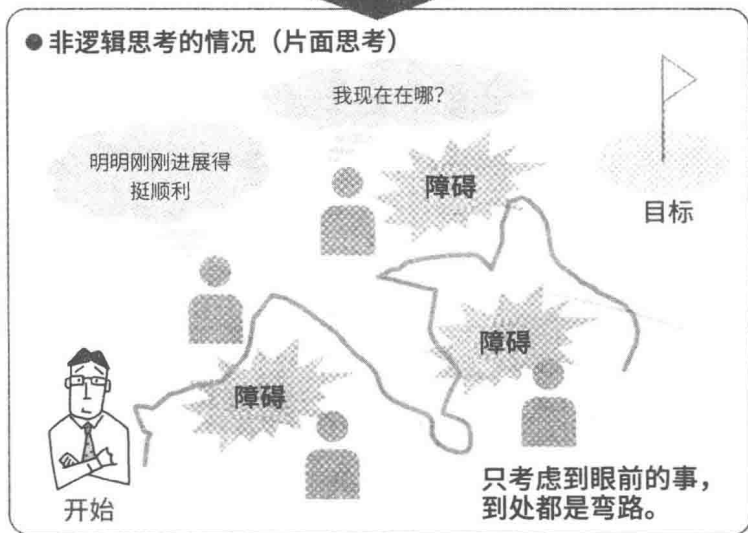 ●非逻辑思考的情况（片面思考）
我现在在哪？
明明刚刚进展得
挺顺利
障碍
目标
障碍
障碍
开始
只考虑到眼前的事，
到处都是弯路。